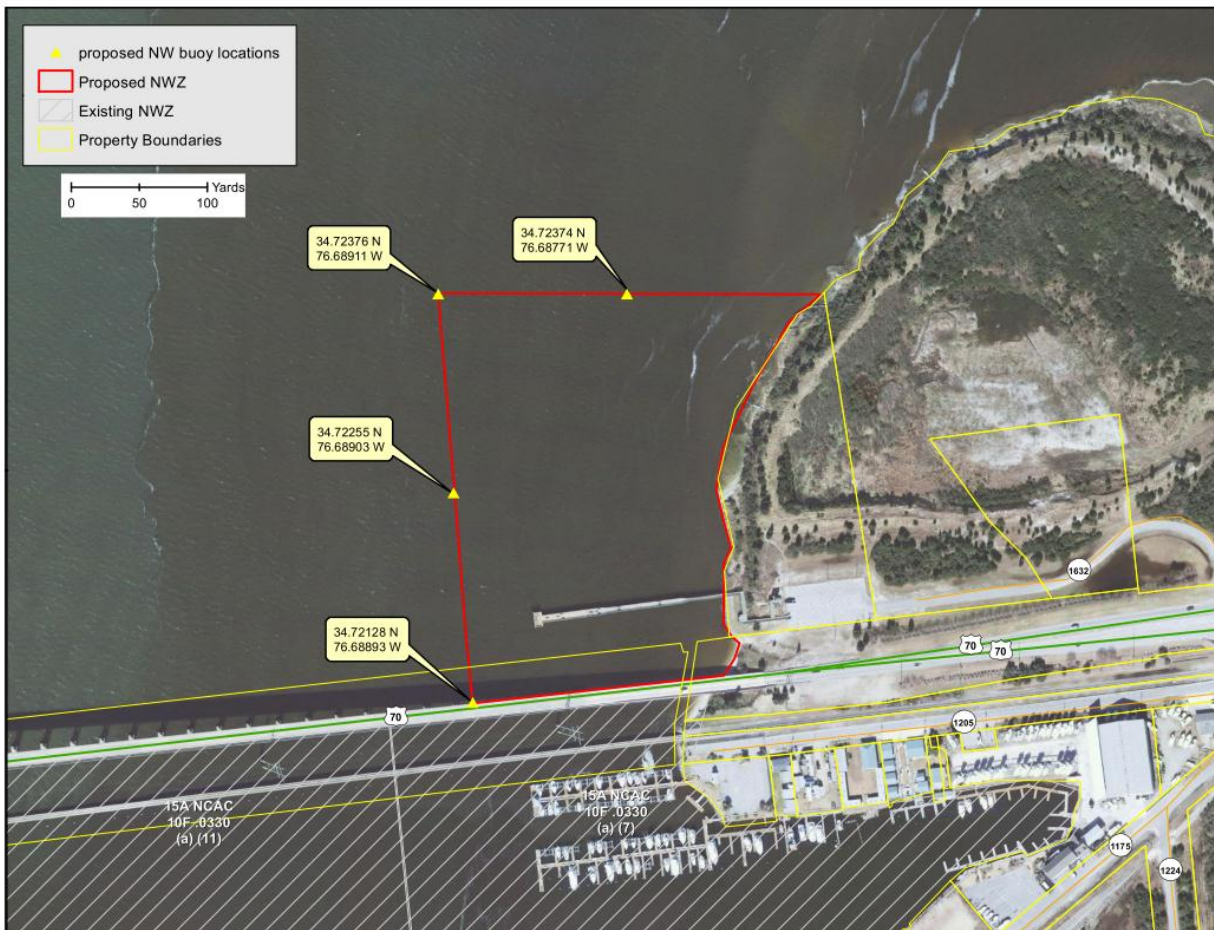 proposed NW buoy locations
Proposed NWZ
Existing NWZ
Property Boundaries
Yards
0 50 100
34.72376 N
76.68911 W
34.72374 N
76.68771 W
34.72255 N
76.68903 W
34.72128 N
76.68893 W
1632
70
70
70
1205
15A NCAC
10F .0330
(a) (11)
15A NCAC
10F .0330
(a) (7)
1175
1224